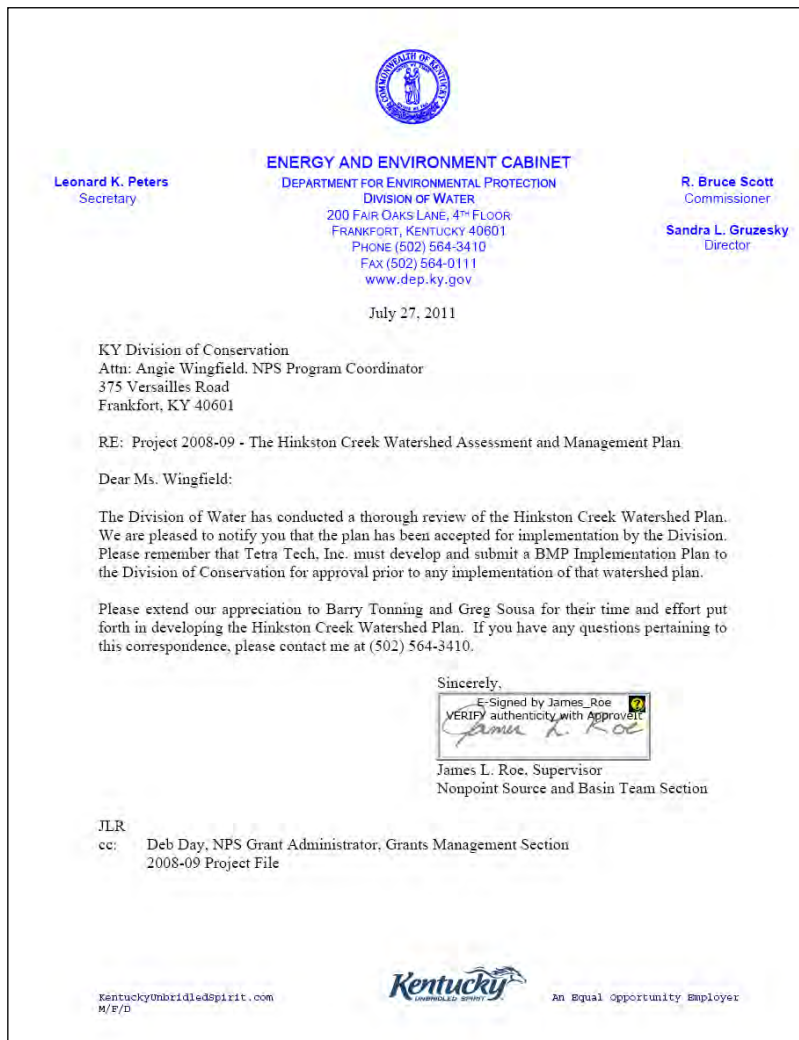 COMMONWEALTH OF KENTUCKY
ENERGY AND ENVIRONMENT CABINET
Leonard K. Peters
Secretary
DEPARTMENT FOR ENVIRONMENTAL PROTECTION
DIVISION OF WATER
200 FAIR OAKS LANE, 4TH FLOOR
FRANKFORT, KENTUCKY 40601
PHONE (502) 564-3410
FAX (502) 564-0111
www.dep.ky.gov
R. Bruce Scott
Commissioner
Sandra L. Gruzesky
Director
July 27, 2011
KY Division of Conservation
Attn: Angie Wingfield, NPS Program Coordinator
375 Versailles Road
Frankfort, KY 40601
RE: Project 2008-09 - The Hinkston Creek Watershed Assessment and Management Plan
Dear Ms. Wingfield:
The Division of Water has conducted a thorough review of the Hinkston Creek Watershed Plan.
We are pleased to notify you that the plan has been accepted for implementation by the Division.
Please remember that Tetra Tech, Inc. must develop and submit a BMP Implementation Plan to
the Division of Conservation for approval prior to any implementation of that watershed plan.
Please extend our appreciation to Barry Tonning and Greg Sousa for their time and effort put
forth in developing the Hinkston Creek Watershed Plan. If you have any questions pertaining to
this correspondence, please contact me at (502) 564-3410.
Sincerely,
E-Signed by James_Roe ?
VERIFY authenticity with ApproveIt
James L. Roe
James L. Roe, Supervisor
Nonpoint Source and Basin Team Section
JLR
cc: Deb Day, NPS Grant Administrator, Grants Management Section
2008-09 Project File
KentuckyUnbridledSpirit.com
M/F/D
Kentucky
UNBRIDLED SPIRIT
An Equal Opportunity Employer